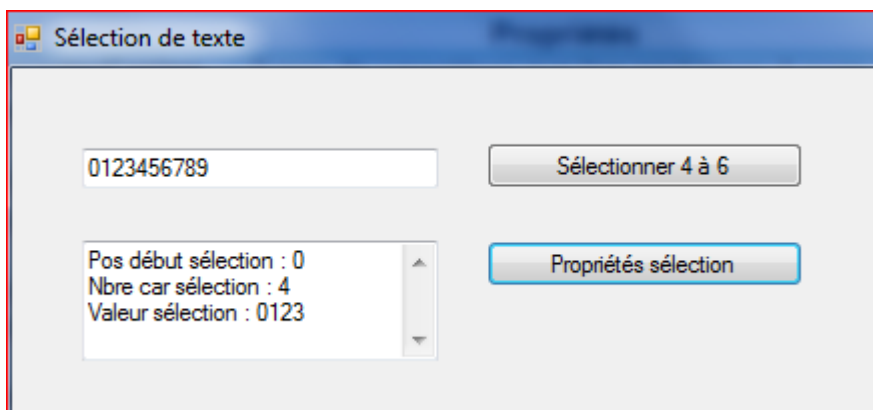 Sélection de texte
0123456789
Sélectionner 4 à 6
Pos début sélection : 0
Nbre car sélection : 4
Valeur sélection : 0123
Propriétés sélection